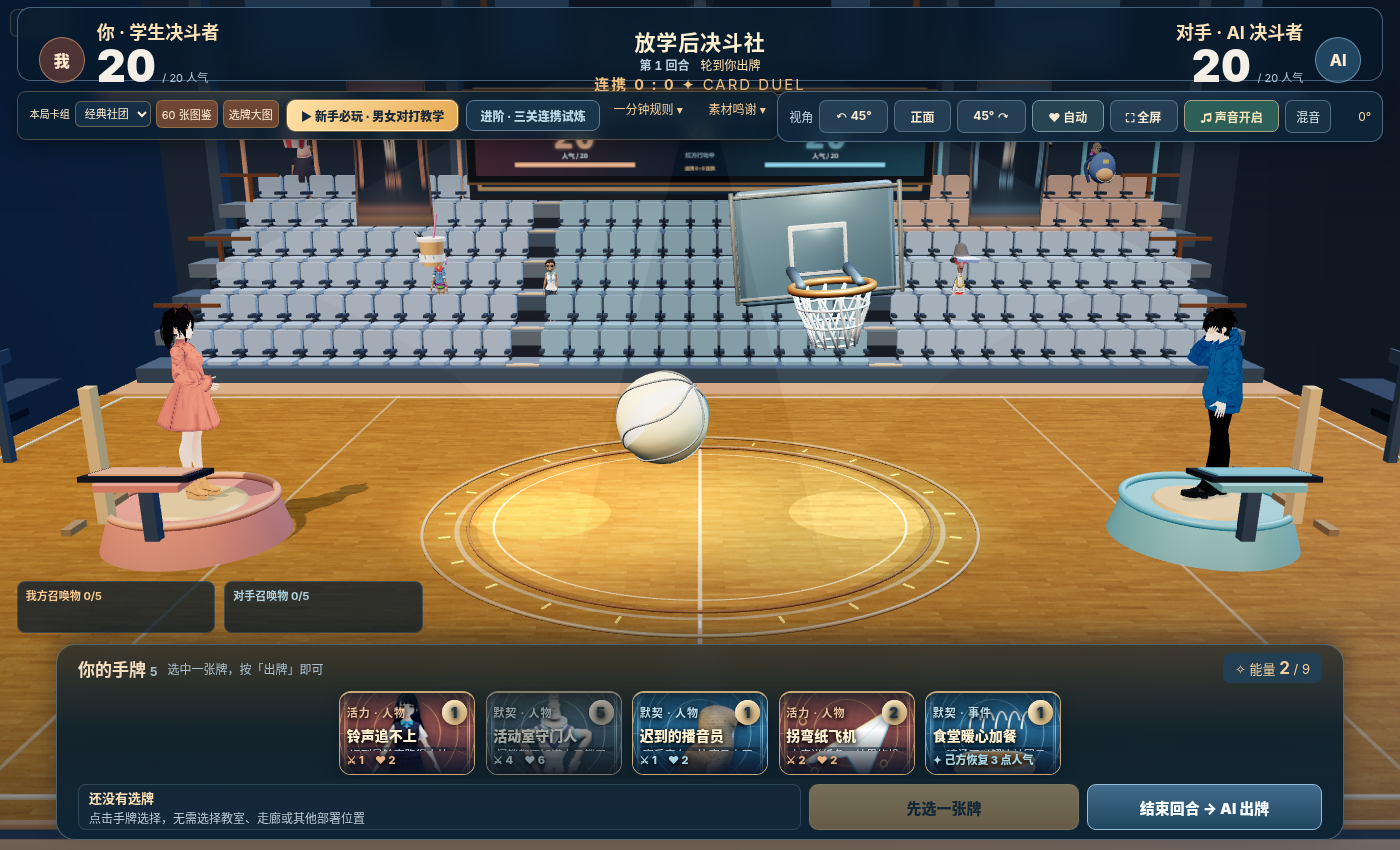 我
你 · 学生决斗者
20 / 20 人气
放学后决斗社
第 1 回合 轮到你出牌
连携 0 : 0 ✦ CARD DUEL
对手 · AI 决斗者
20 / 20 人气
AI
本局卡组
经典社团
60 张图鉴
选牌大图
▶ 新手必玩 · 男女对打教学
进阶 · 三关连携试炼
一分钟规则 ▾
素材鸣谢 ▾
视角
↶ 45°
正面
45° ↷
♥ 自动
⛶ 全屏
♫ 声音开启
混音
0°
人气 / 20
人气 / 20
我方召唤物 0/5
对手召唤物 0/5
你的手牌 5 选中一张牌，按「出牌」即可
✧ 能量 2 / 9
活力 · 人物 1
铃声追不上
⚔ 1 ♥ 2
默契 · 人物 5
活动室守门人
⚔ 4 ♥ 6
默契 · 人物 1
迟到的播音员
⚔ 1 ♥ 2
活力 · 人物 2
拐弯纸飞机
⚔ 2 ♥ 2
默契 · 事件 1
食堂暖心加餐
✦ 己方恢复 3 点人气
还没有选牌
点击手牌选择，无需选择教室、走廊或其他部署位置
先选一张牌
结束回合 → AI 出牌